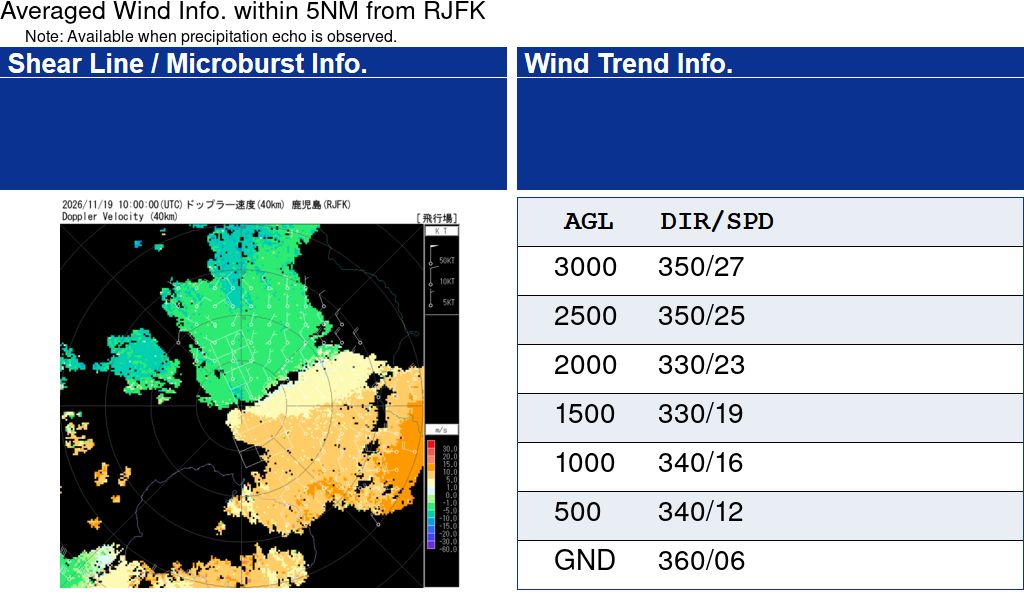 Averaged Wind Info. within 5NM from RJFK
Note: Available when precipitation echo is observed.
Shear Line / Microburst Info.
Wind Trend Info.
2026/11/19 10:00:00(UTC) ドップラー速度(40km) 鹿児島(RJFK)
Doppler Velocity (40km)
[飛行場]
K T
50KT
10KT
5KT
m/s
30.0
20.0
15.0
10.0
5.0
1.0
0.0
-1.0
-5.0
-10.0
-15.0
-20.0
-30.0
-60.0
AGL DIR/SPD
3000 350/27
2500 350/25
2000 330/23
1500 330/19
1000 340/16
500 340/12
GND 360/06